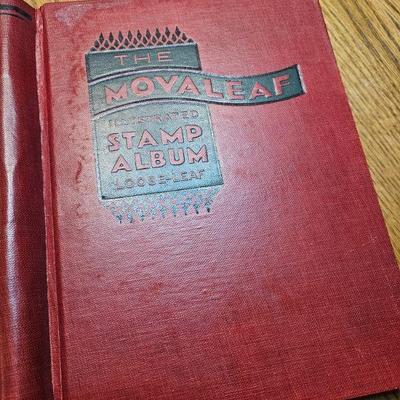 THE
MOVALEAF
ILLUSTRATED
STAMP
ALBUM
LOOSE-LEAF